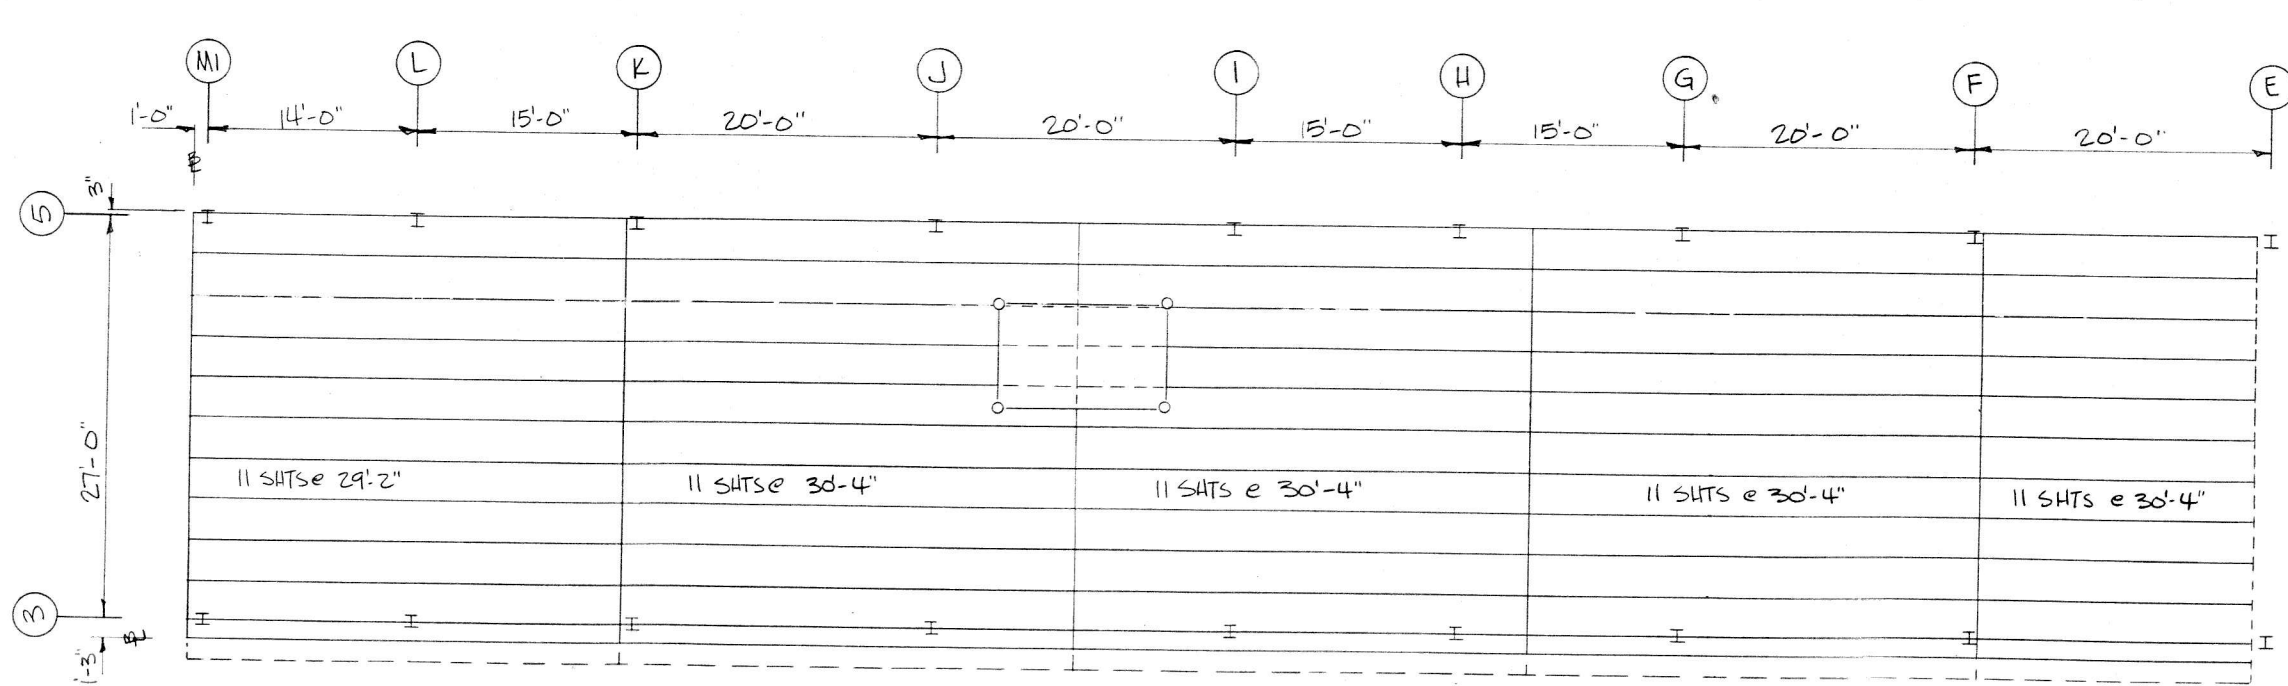 M1 L K J I H G F E
1'-0" 14'-0" 15'-0" 20'-0" 20'-0" 15'-0" 15'-0" 20'-0" 20'-0"
3"
5
27'-0"
11 SHTS@ 29'-2" 11 SHTS@ 30'-4" 11 SHTS @ 30'-4" 11 SHTS @ 30'-4" 11 SHTS @ 30'-4"
3
1'-3"